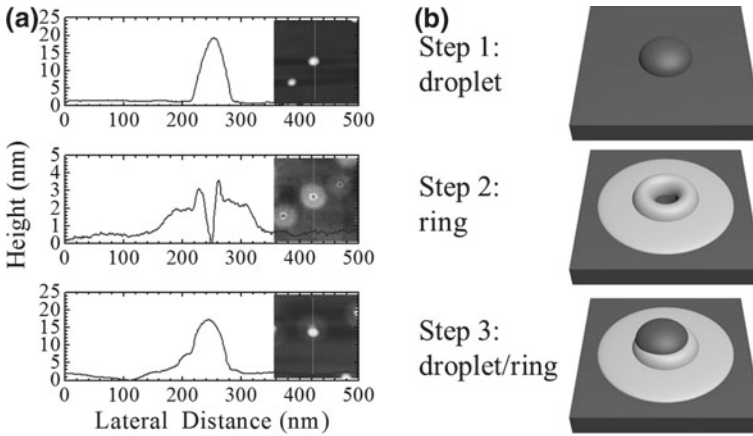 (a)
25
20
15
10
5
0
0 100 200 300 400 500
5
4
3
2
1
0
0 100 200 300 400 500
25
20
15
10
5
0
0 100 200 300 400 500
Height (nm)
Lateral Distance (nm)
(b)
Step 1:
droplet
Step 2:
ring
Step 3:
droplet/ring